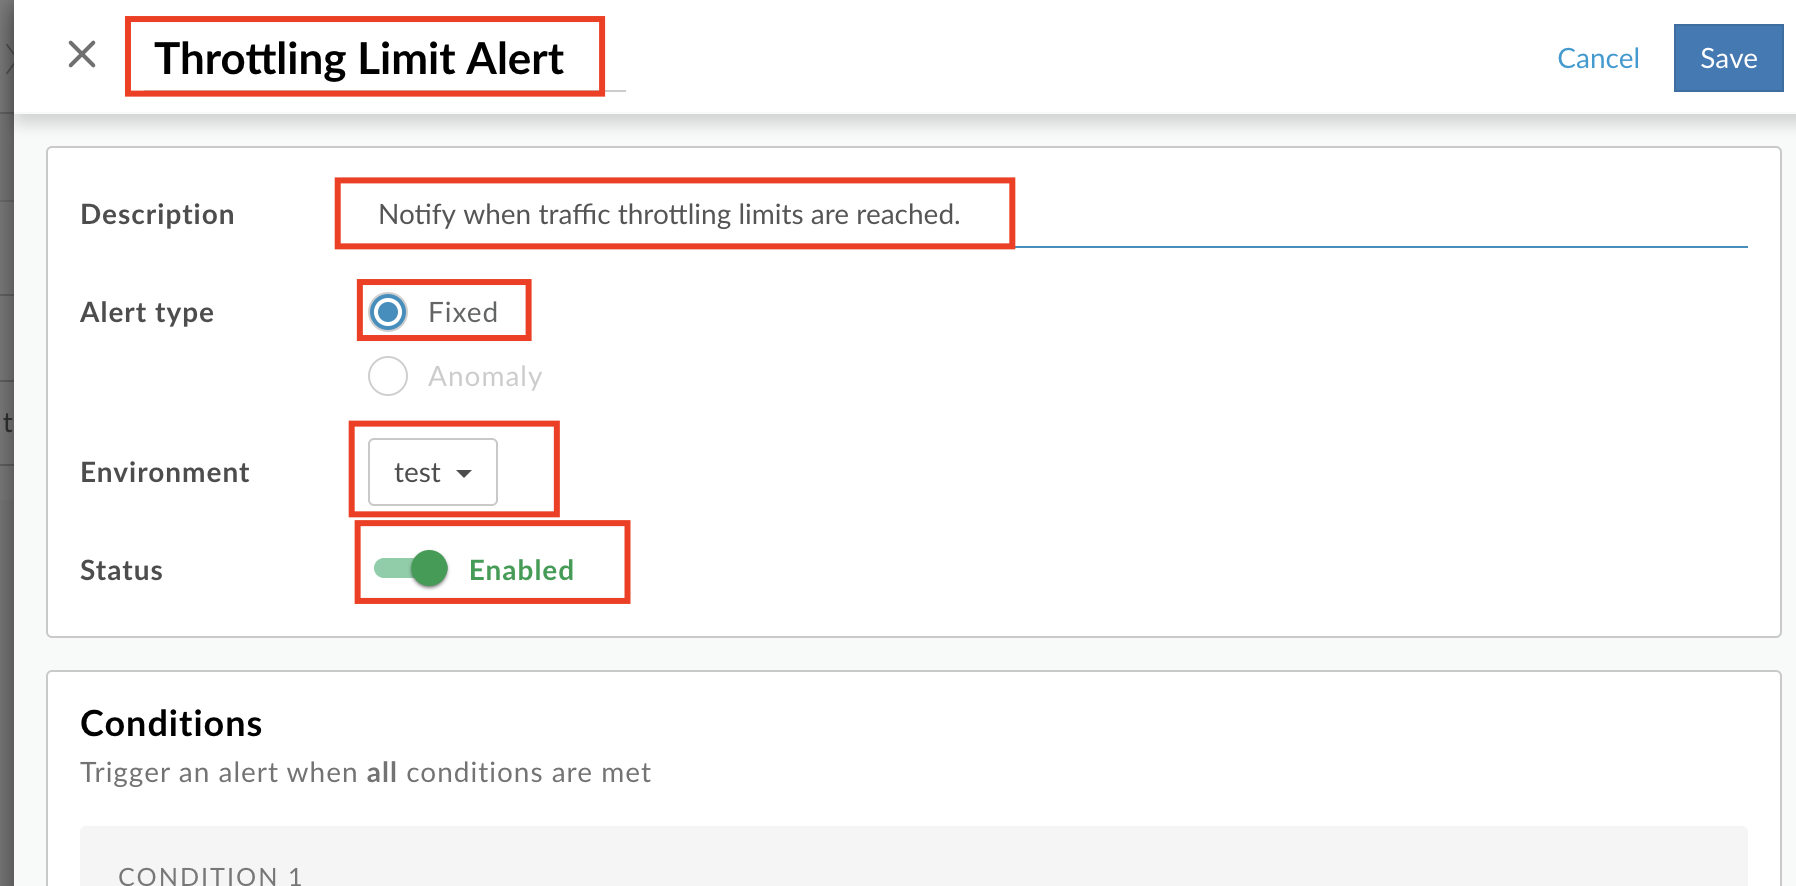 Throttling Limit Alert
Cancel
Save
Description
Notify when traffic throttling limits are reached.
Alert type
Fixed
Anomaly
Environment
test
Status
Enabled
Conditions
Trigger an alert when all conditions are met
CONDITION 1